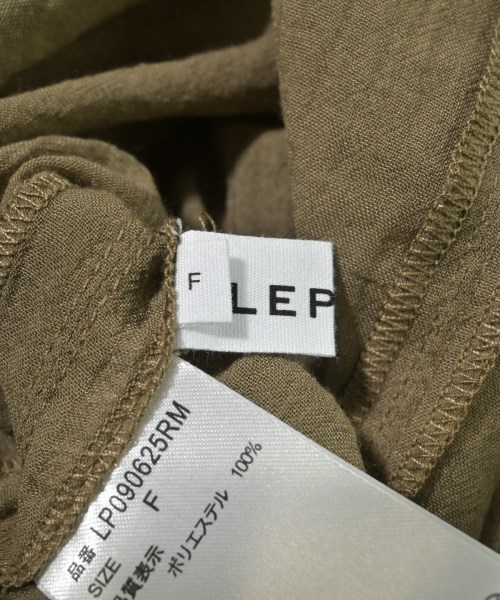 F
LEP
品番 LP090625RM
SIZE F
品質表示
ポリエステル 100%